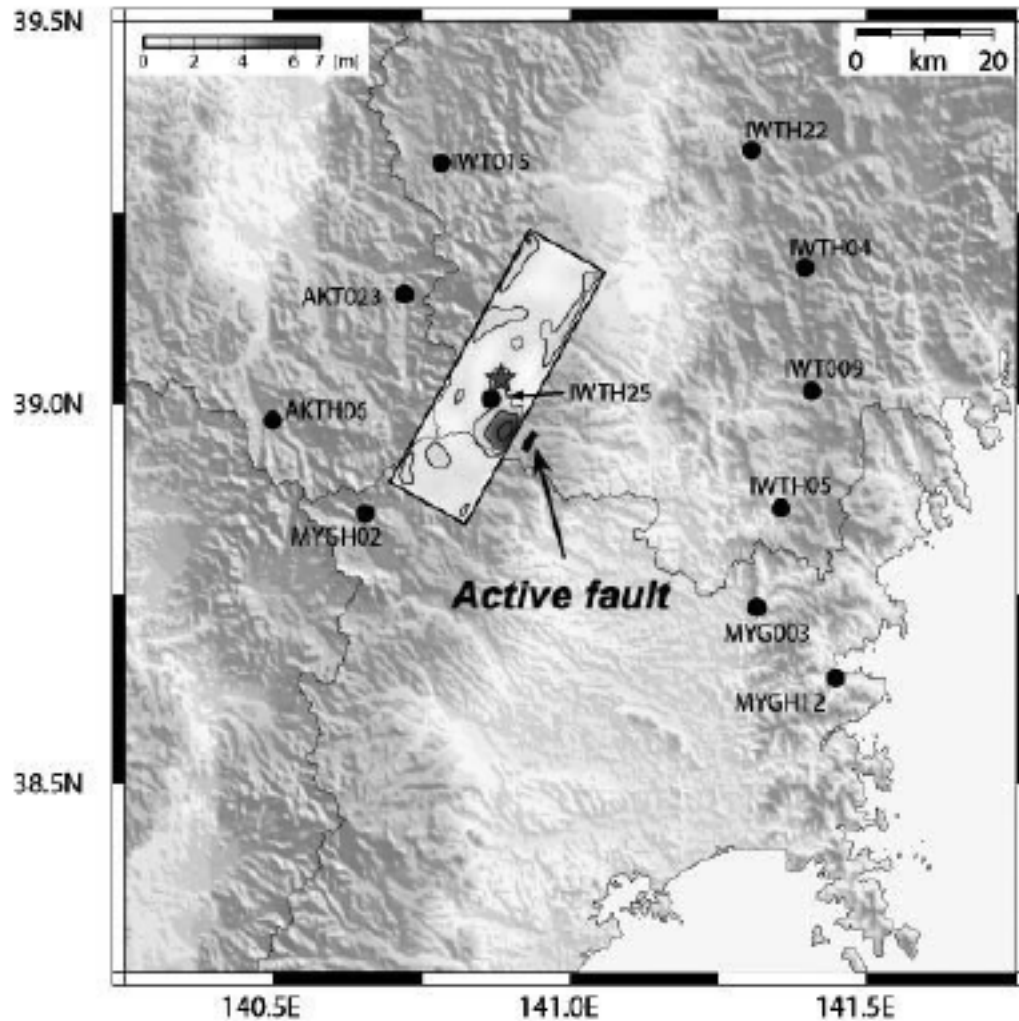 39.5N
0 2 4 6 7 [m]
0 km 20
IWTH22
IWT015
IWTH04
AKT023
IWT009
39.0N
IWTH25
AKTH06
IWTH05
MYGH02
Active fault
MYG003
MYGH12
38.5N
140.5E 141.0E 141.5E